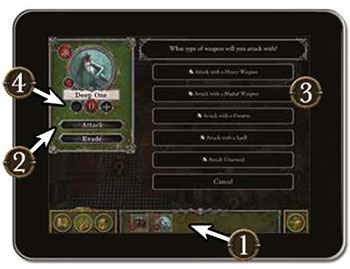 4
Deep One
0
2
Attack
Evade
What type of weapon will you attack with?
Attack with a Heavy Weapon
Attack with a Bladed Weapon
3
Attack with a Firearm
Attack with a Spell
Attack Unarmed
Cancel
1